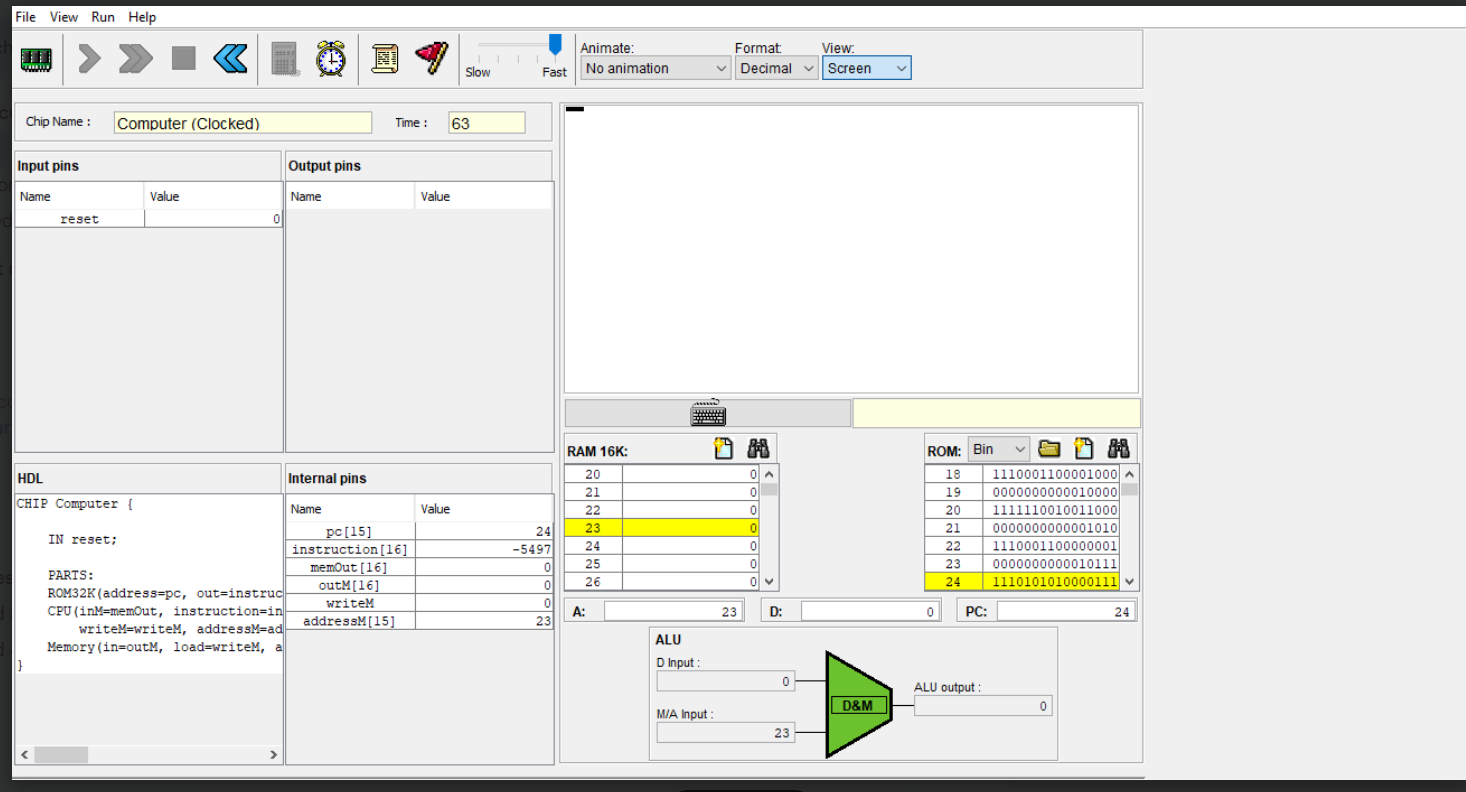 File View Run Help
Animate: Format: View:
Slow Fast No animation Decimal Screen
Chip Name : Computer (Clocked) Time : 63
Input pins
Name Value
reset 0
Output pins
Name Value
HDL
CHIP Computer {
IN reset;
PARTS:
ROM32K(address=pc, out=instruc
CPU(inM=memOut, instruction=in
writeM=writeM, addressM=ad
Memory(in=outM, load=writeM, a
}
Internal pins
Name Value
pc[15] 24
instruction[16] -5497
memOut[16] 0
outM[16] 0
writeM 0
addressM[15] 23
RAM 16K:
20 0
21 0
22 0
23 0
24 0
25 0
26 0
ROM: Bin
18 1110001100001000
19 0000000000010000
20 1111110010011000
21 0000000000001010
22 1110001100000001
23 0000000000010111
24 1110101010000111
A: 23 D: 0 PC: 24
ALU
D Input :
0
M/A Input :
23
D&M
ALU output :
0